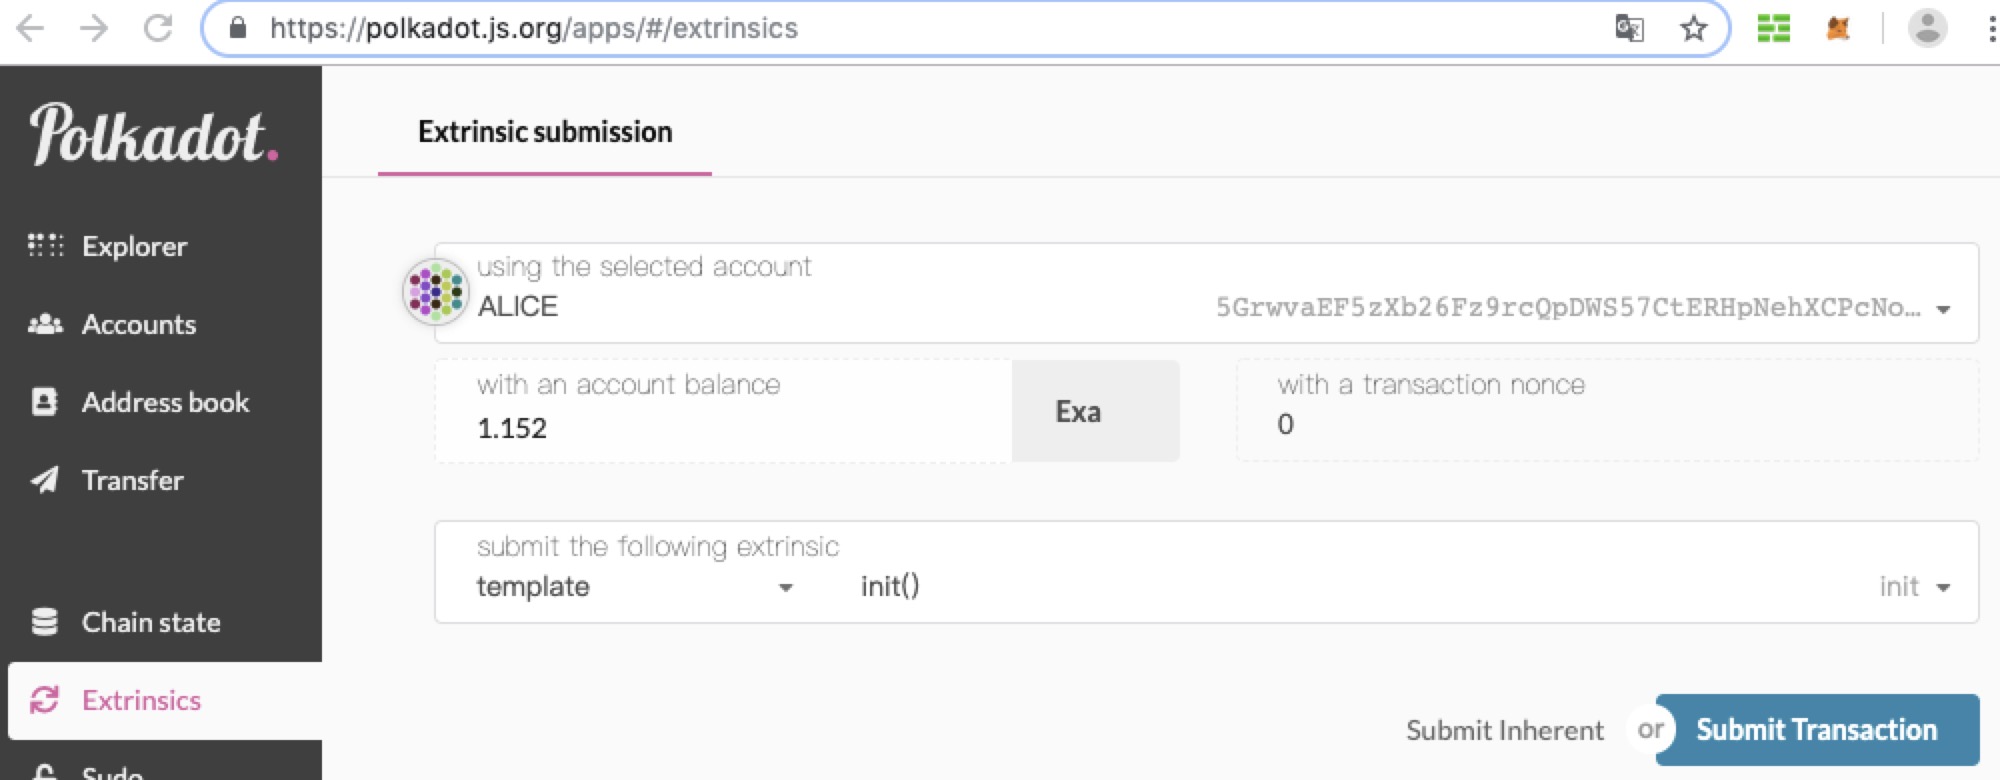 https://polkadot.js.org/apps/#/extrinsics
Polkadot.
Explorer
Accounts
Address book
Transfer
Chain state
Extrinsics
Sudo
Extrinsic submission
using the selected account
ALICE 5GrwvaEF5zXb26Fz9rcQpDWS57CtERHpNehXCPcNo...
with an account balance
1.152 Exa
with a transaction nonce
0
submit the following extrinsic
template init() init
Submit Inherent or Submit Transaction